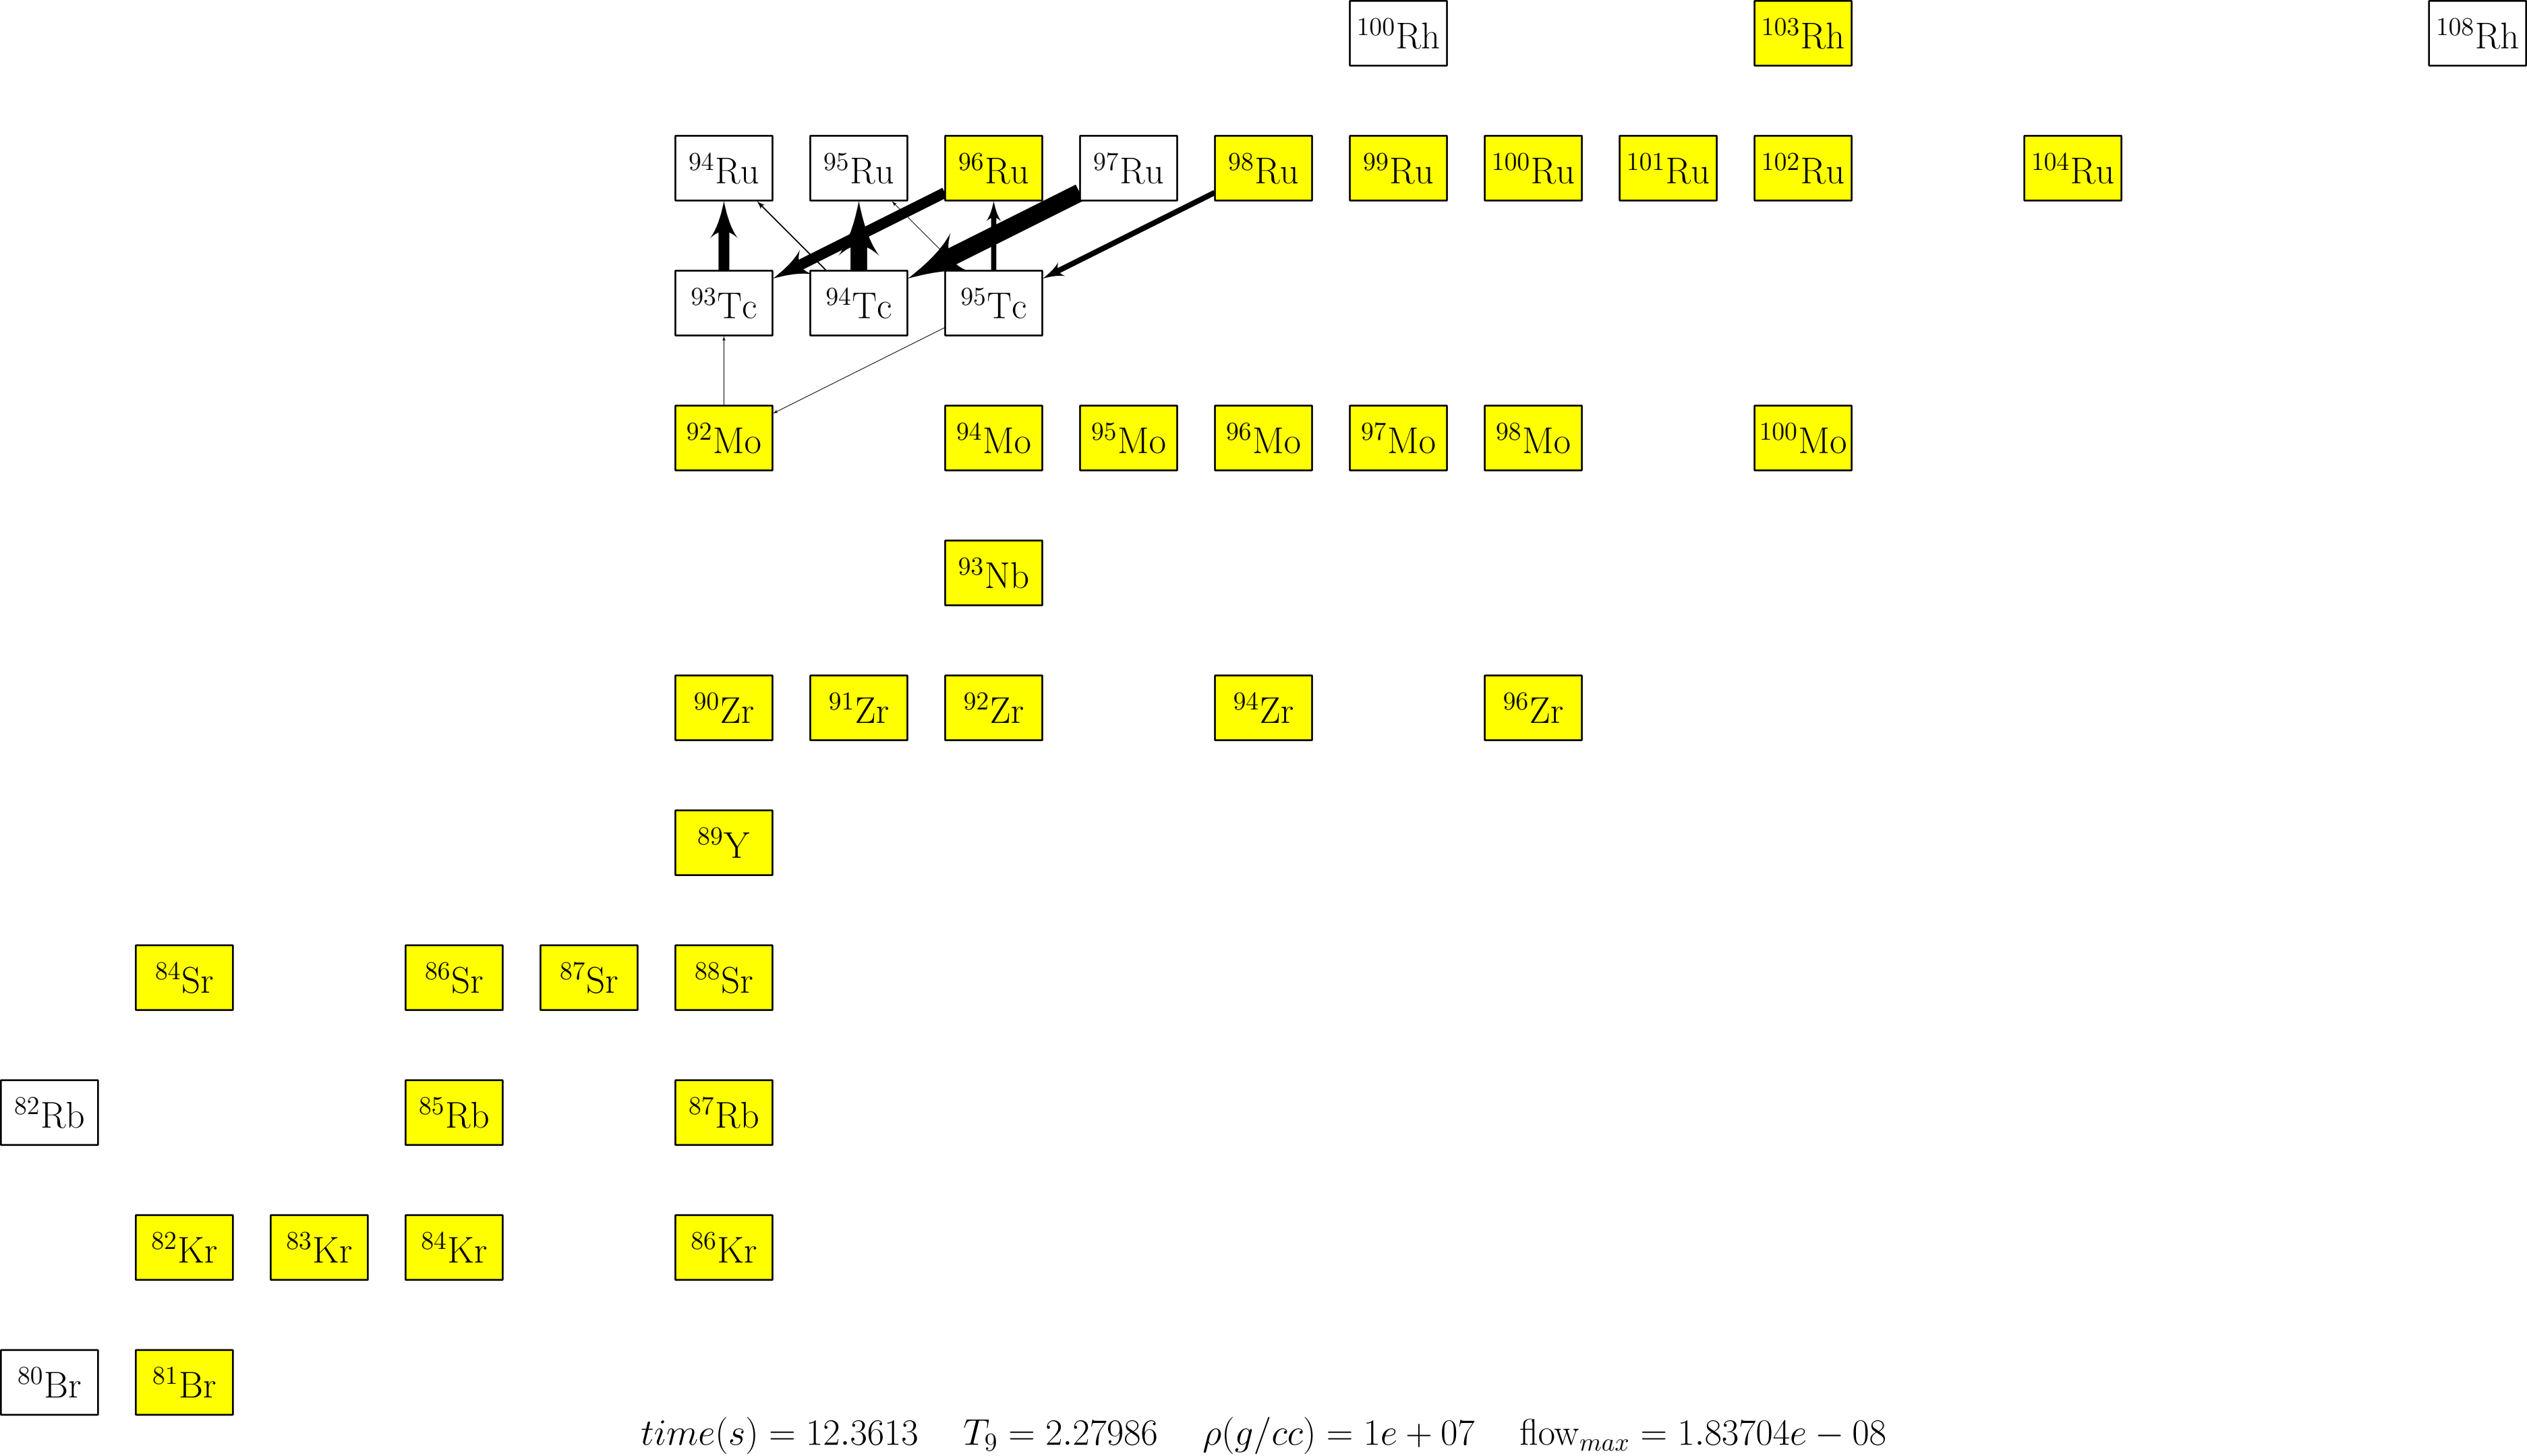 ¹⁰⁰Rh ¹⁰³Rh ¹⁰⁸Rh
⁹⁴Ru ⁹⁵Ru ⁹⁶Ru ⁹⁷Ru ⁹⁸Ru ⁹⁹Ru ¹⁰⁰Ru ¹⁰¹Ru ¹⁰²Ru ¹⁰⁴Ru
⁹³Tc ⁹⁴Tc ⁹⁵Tc
⁹²Mo ⁹⁴Mo ⁹⁵Mo ⁹⁶Mo ⁹⁷Mo ⁹⁸Mo ¹⁰⁰Mo
⁹³Nb
⁹⁰Zr ⁹¹Zr ⁹²Zr ⁹⁴Zr ⁹⁶Zr
⁸⁹Y
⁸⁴Sr ⁸⁶Sr ⁸⁷Sr ⁸⁸Sr
⁸²Rb ⁸⁵Rb ⁸⁷Rb
⁸²Kr ⁸³Kr ⁸⁴Kr ⁸⁶Kr
⁸⁰Br ⁸¹Br
time(s) = 12.3613 T₉ = 2.27986 ρ(g/cc) = 1e + 07 flowₘₐₓ = 1.83704e − 08